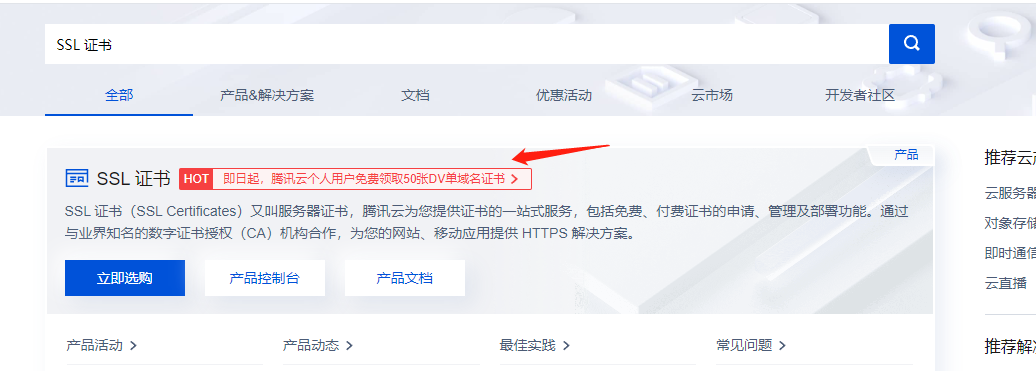 SSL 证书
全部 产品&解决方案 文档 优惠活动 云市场 开发者社区
产品
SSL 证书 HOT 即日起，腾讯云个人用户免费领取50张DV单域名证书
SSL 证书（SSL Certificates）又叫服务器证书，腾讯云为您提供证书的一站式服务，包括免费、付费证书的申请、管理及部署功能。通过
与业界知名的数字证书授权（CA）机构合作，为您的网站、移动应用提供 HTTPS 解决方案。
立即选购 产品控制台 产品文档
产品活动 产品动态 最佳实践 常见问题
推荐云
云服务器
对象存储
即时通信
云直播
推荐解